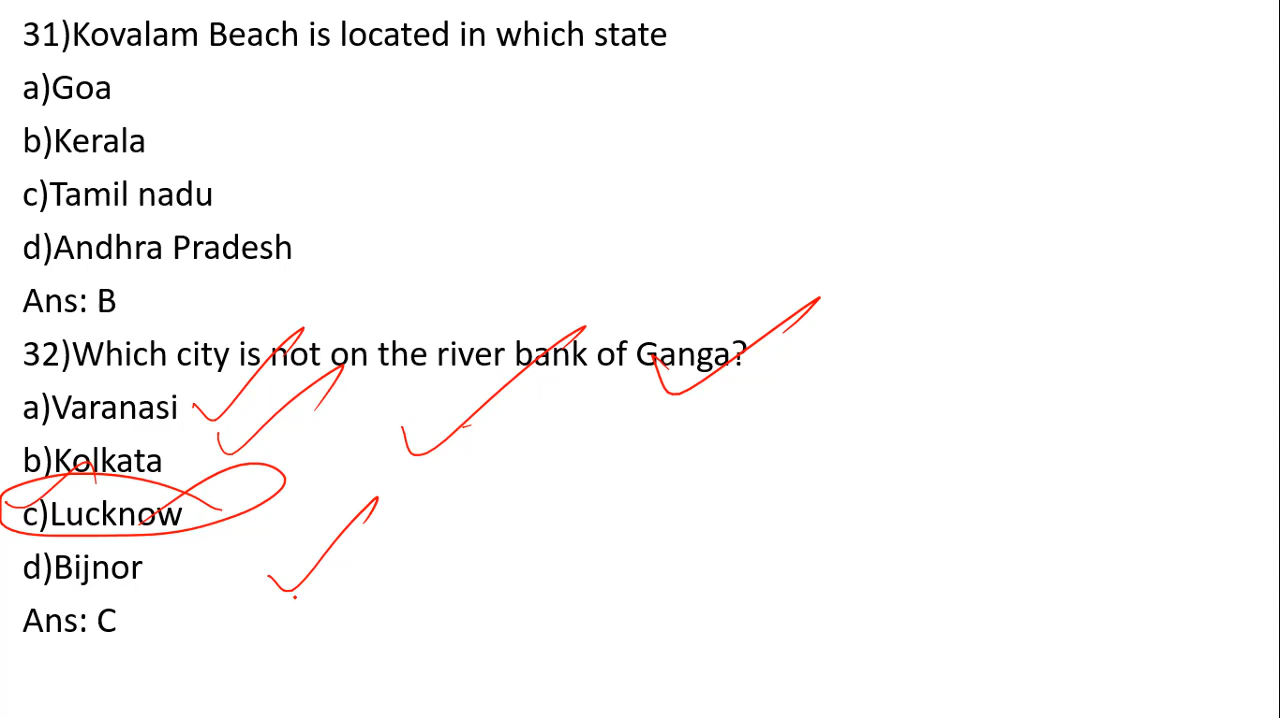 31)Kovalam Beach is located in which state
a)Goa
b)Kerala
c)Tamil nadu
d)Andhra Pradesh
Ans: B
32)Which city is not on the river bank of Ganga?
a)Varanasi
b)Kolkata
c)Lucknow
d)Bijnor
Ans: C